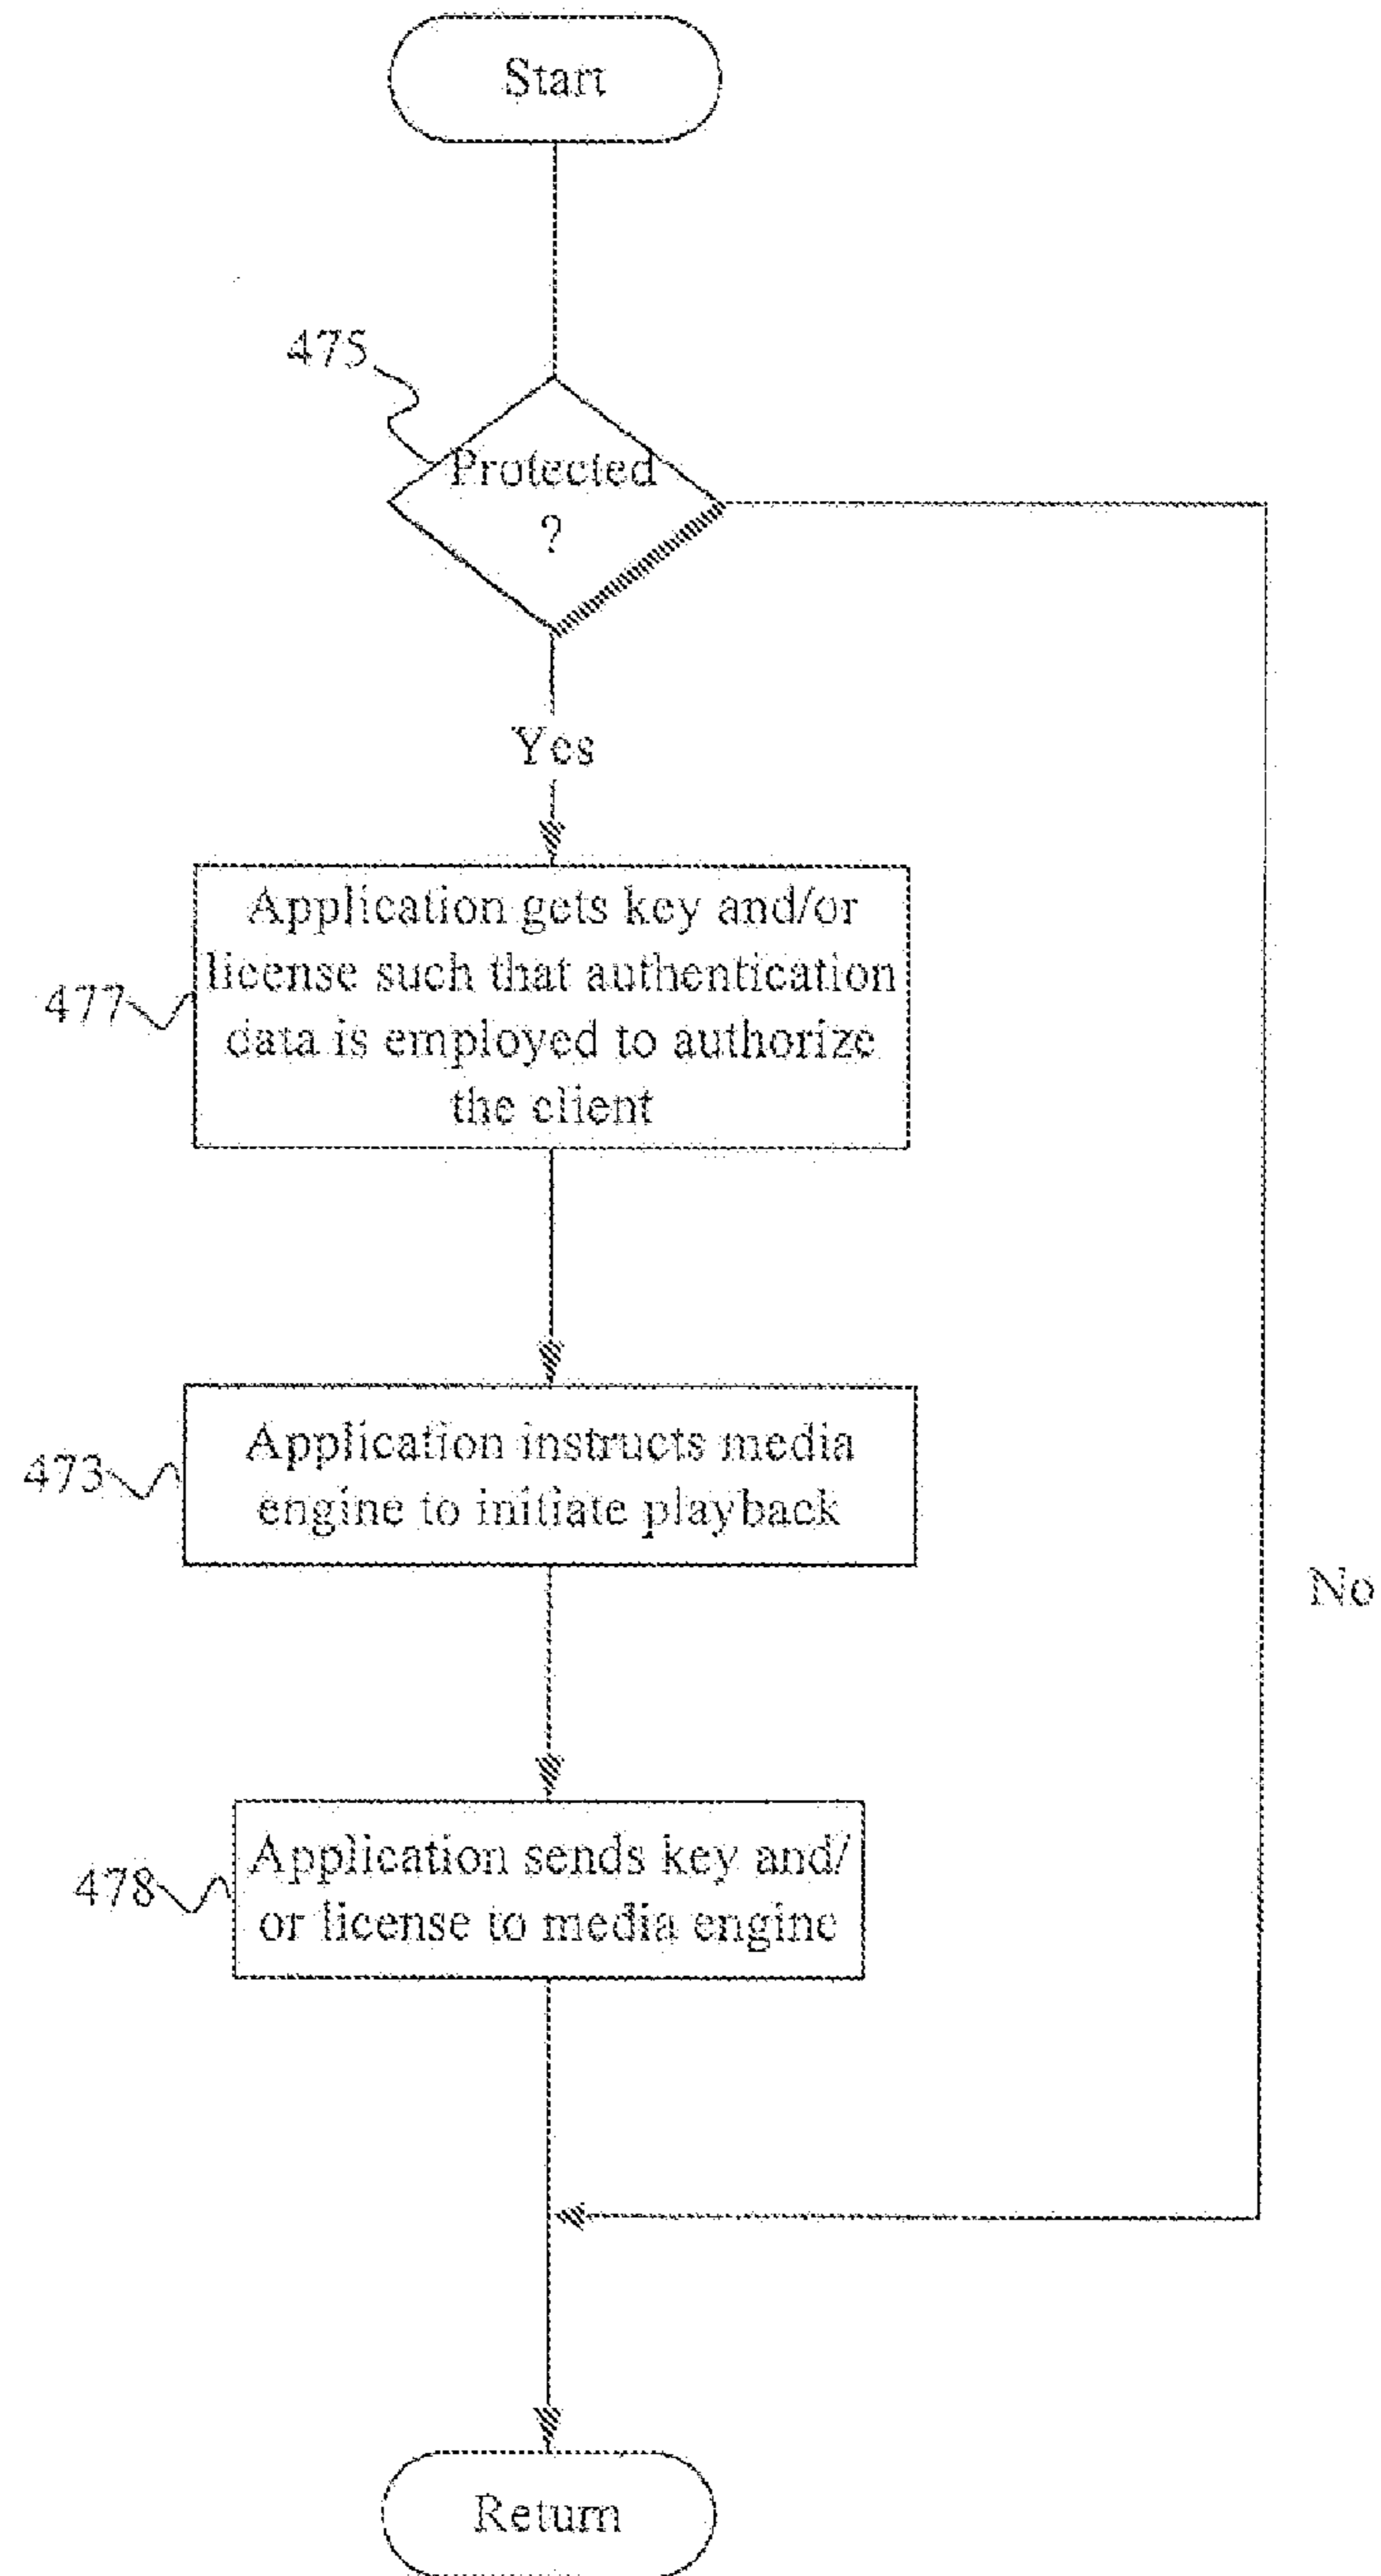 Start
475
Protected
?
Yes
Application gets key and/or
license such that authentication
data is employed to authorize
the client
477
Application instructs media
engine to initiate playback
473
No
Application sends key and/
or license to media engine
478
Return